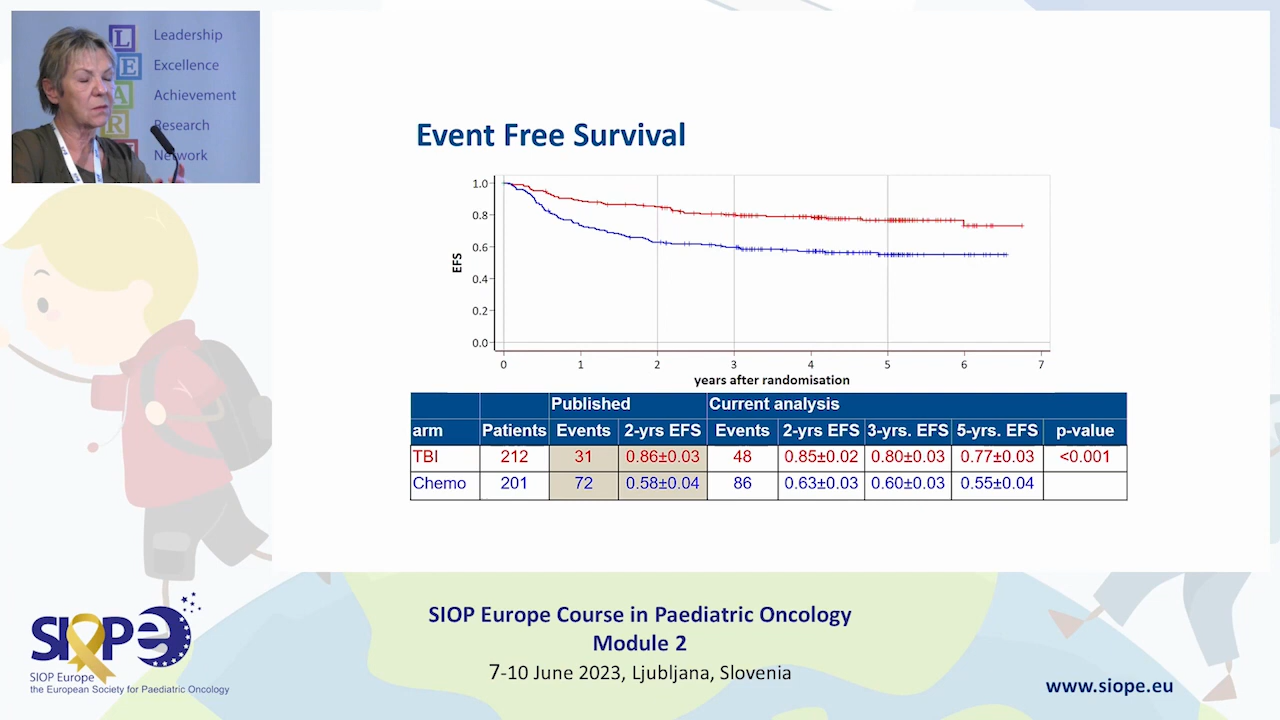 L
E
A
R
Leadership
Excellence
Achievement
Research
Network
Event Free Survival
EFS
1.0
0.8
0.6
0.4
0.2
0.0
0 1 2 3 4 5 6 7
years after randomisation
Published Current analysis
arm Patients Events 2-yrs EFS Events 2-yrs EFS 3-yrs. EFS 5-yrs. EFS p-value
TBI 212 31 0.86±0.03 48 0.85±0.02 0.80±0.03 0.77±0.03 <0.001
Chemo 201 72 0.58±0.04 86 0.63±0.03 0.60±0.03 0.55±0.04
SIOP Europe Course in Paediatric Oncology
Module 2
7-10 June 2023, Ljubljana, Slovenia
SIOPe
SIOP Europe
the European Society for Paediatric Oncology
www.siope.eu